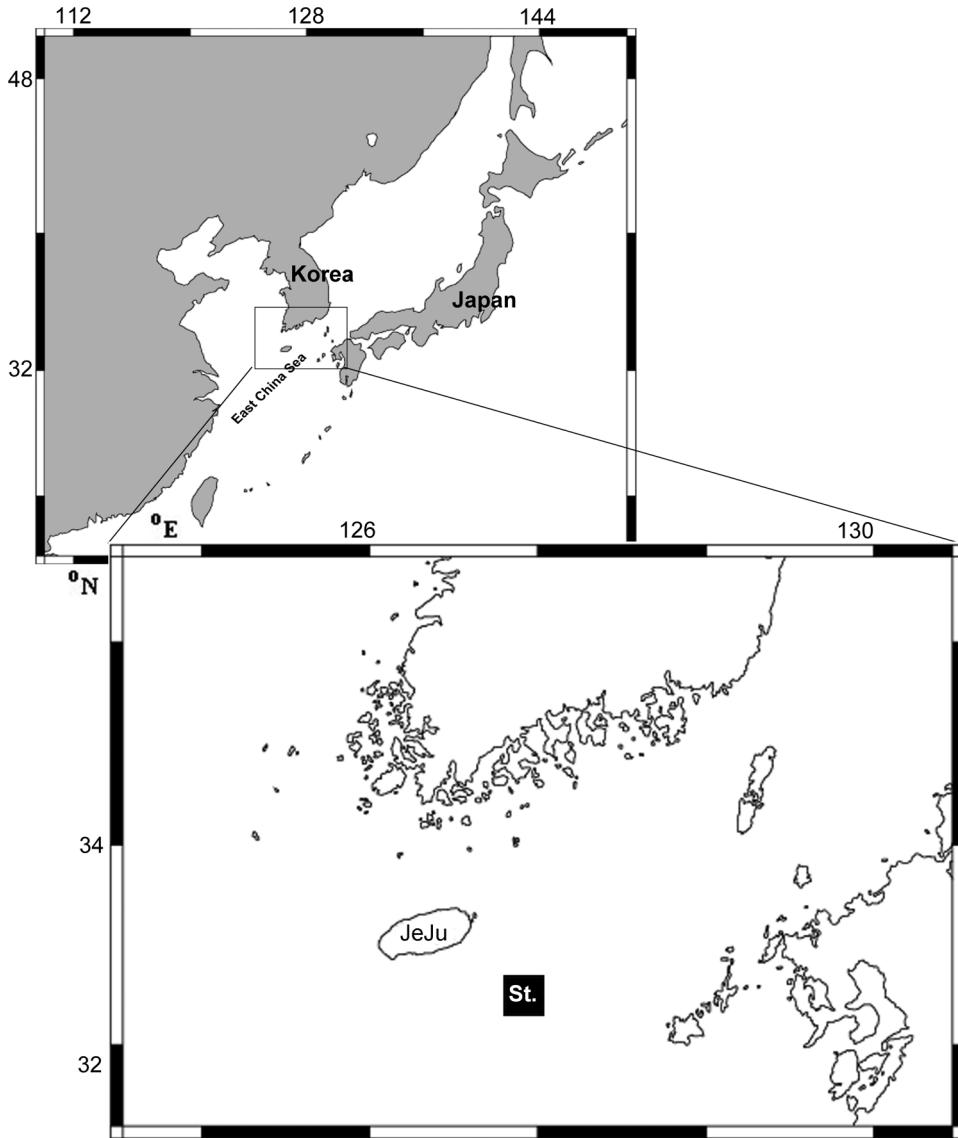 112 128 144
48
Korea
Japan
32
East China Sea
°E
126 130
°N
34
JeJu
St.
32